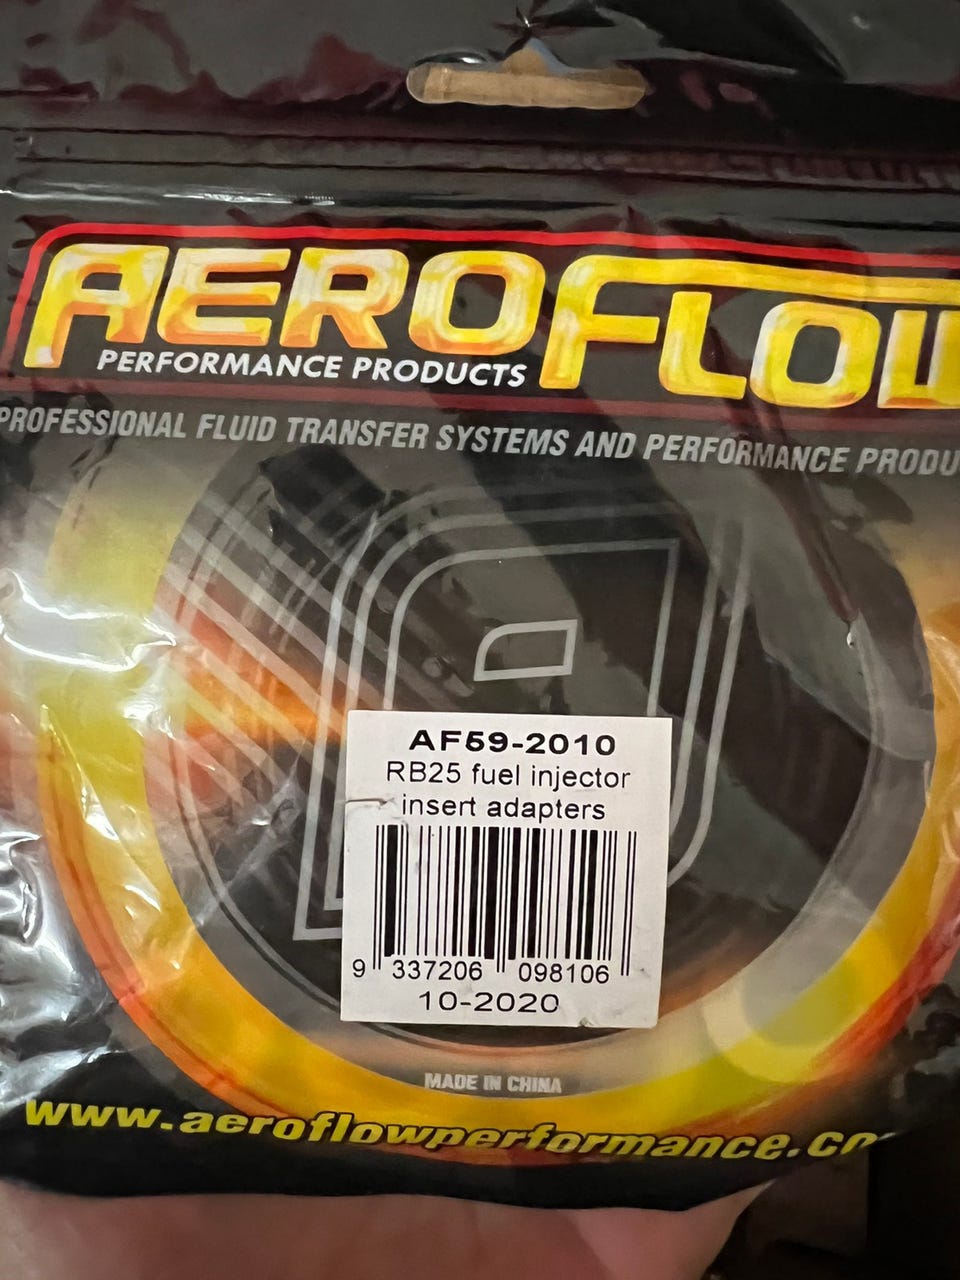 AEROFLOW
PERFORMANCE PRODUCTS
PROFESSIONAL FLUID TRANSFER SYSTEMS AND PERFORMANCE PRODU
AF59-2010
RB25 fuel injector
insert adapters
9 337206 098106
10-2020
MADE IN CHINA
www.aeroflowperformance.co